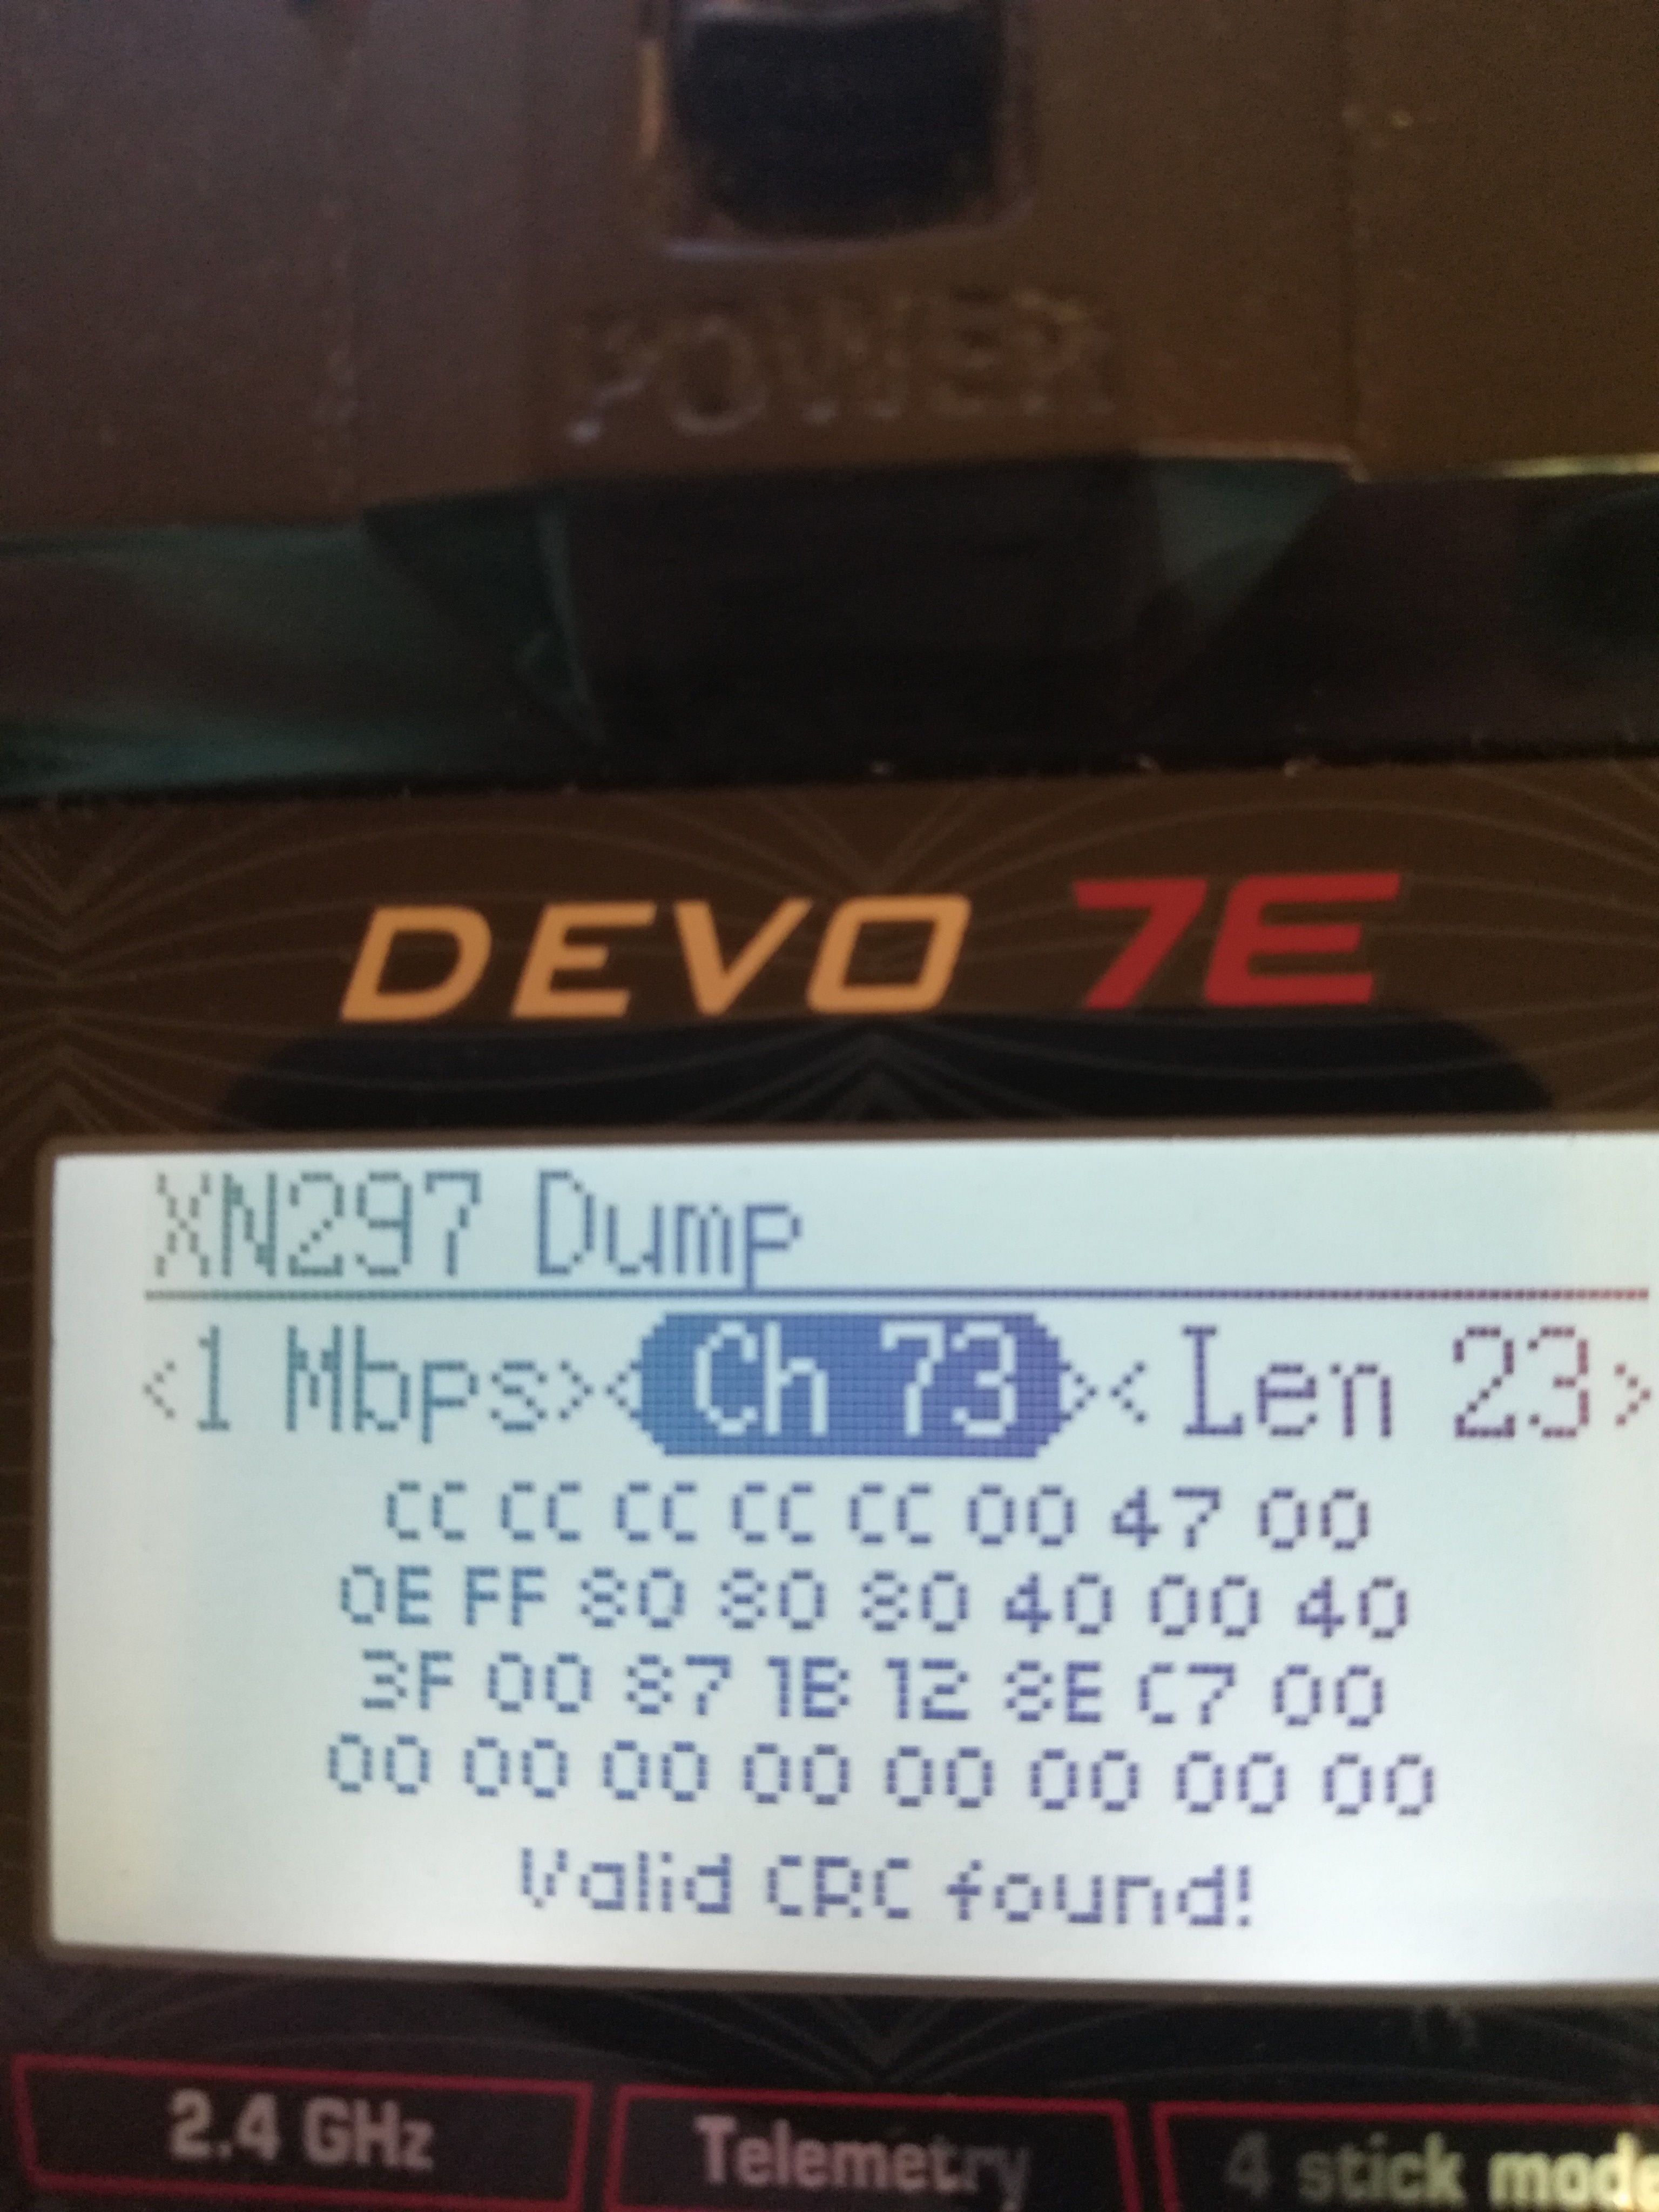 POWER
DEVO 7E
XN297 Dump
<1 Mbps>< Ch 73 >< Len 23>
CC CC CC CC CC 00 47 00
0E FF 80 80 80 40 00 40
3F 00 87 1B 12 8E C7 00
00 00 00 00 00 00 00 00
Valid CRC found!
2.4 GHz
Telemetry
4 stick mode